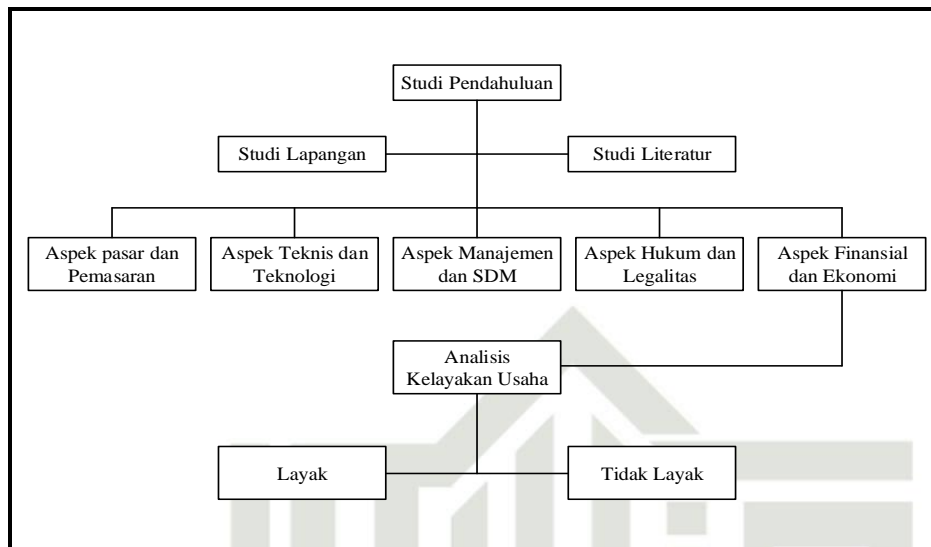 Studi Pendahuluan
Studi Lapangan
Studi Literatur
Aspek pasar dan
Pemasaran
Aspek Teknis dan
Teknologi
Aspek Manajemen
dan SDM
Aspek Hukum dan
Legalitas
Aspek Finansial
dan Ekonomi
Analisis
Kelayakan Usaha
Layak
Tidak Layak